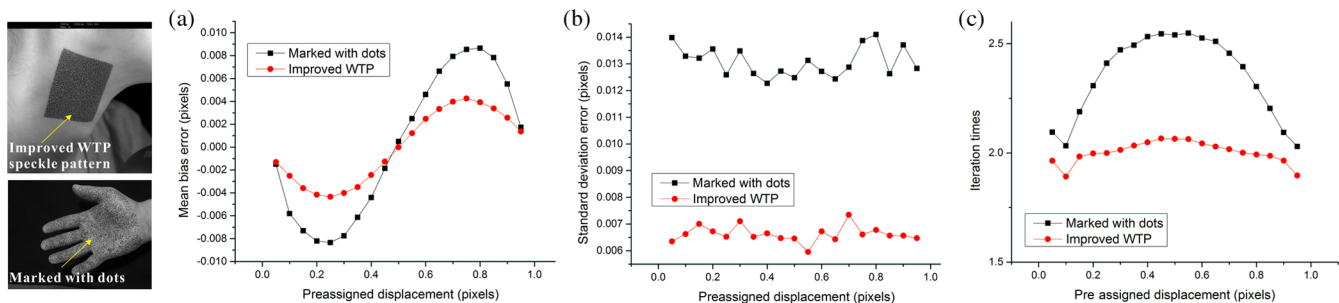 Improved WTP
speckle pattern
Marked with dots
(a)
Mean bias error (pixels)
0.010
0.008
0.006
0.004
0.002
0.000
-0.002
-0.004
-0.006
-0.008
-0.010
Marked with dots
Improved WTP
0.0 0.2 0.4 0.6 0.8 1.0
Preassigned displacement (pixels)
(b)
Standard deviation error (pixels)
0.014
0.013
0.012
0.011
0.010
0.009
0.008
0.007
0.006
Marked with dots
Improved WTP
0.0 0.2 0.4 0.6 0.8 1.0
Preassigned displacement (pixels)
(c)
Iteration times
2.5
2.0
1.5
Marked with dots
Improved WTP
0.0 0.2 0.4 0.6 0.8 1.0
Pre assigned displacement (pixels)